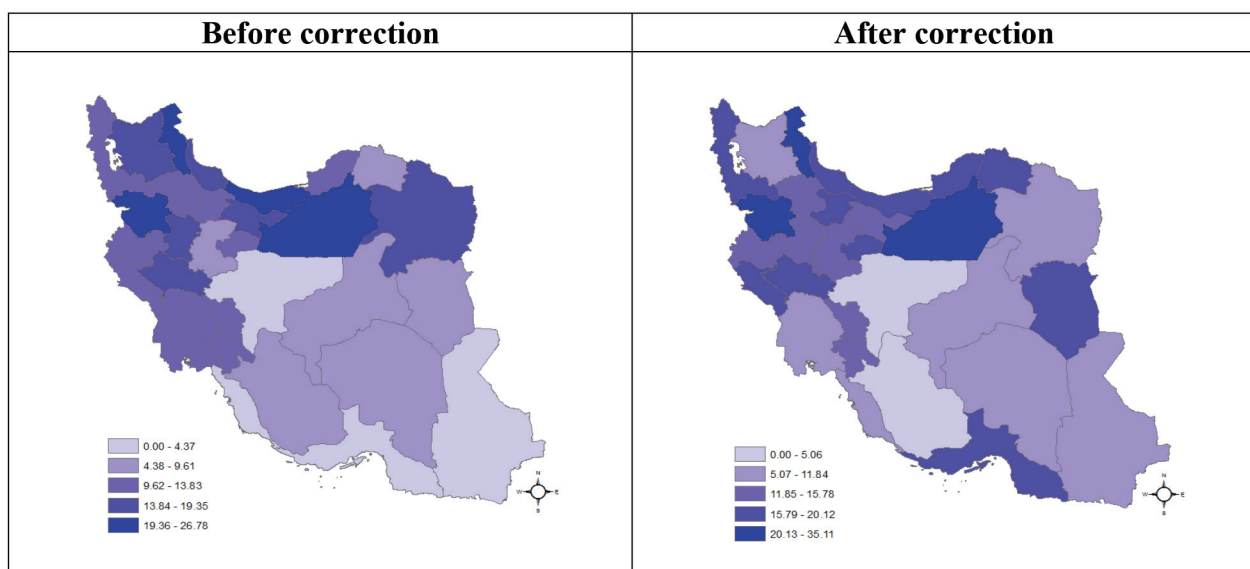 Before correction
After correction
0.00 - 4.37
4.38 - 9.61
9.62 - 13.83
13.84 - 19.35
19.36 - 26.78
N
W E
S
0.00 - 5.06
5.07 - 11.84
11.85 - 15.78
15.79 - 20.12
20.13 - 35.11
N
W E
S